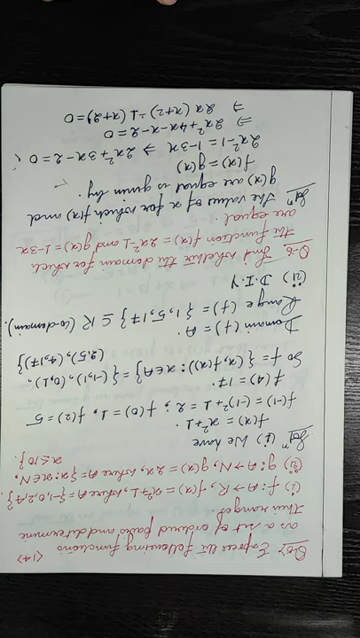 <14>
Q-5> Express the following functions
as a set of ordered pairs and determine
their ranges
(i) f: A → R, f(x) = x²+1, where A = {-1,0,2,4}
(ii) g: A → N, g(x) = 2x, where A = {x: x ∈ N,
x ≤ 10}.
Solⁿ (i) We have
f(x) = x²+1.
f(-1) = (-1)²+1 = 2, f(0) = 1, f(2) = 5
f(4) = 17.
So f = {(x, f(x)): x ∈ A} = {(-1,2), (0,1),
(2,5), (4,17)}
Domain (f) = A.
Range (f) = {5,1,5,17} ⊆ R (co-domain).
(ii) D.I.Y
Q-6 Find whether the domain for which
the function f(x) = 2x²-1 and g(x) = 1-3x
are equal.
Solⁿ The value of x for which f(x) and
g(x) are equal is given by.
f(x) = g(x)
2x²-1 = 1-3x ⇒ 2x²+3x-2=0
⇒ 2x²+4x-x-2=0
⇒ 2x(x+2)-1(x+2)=0